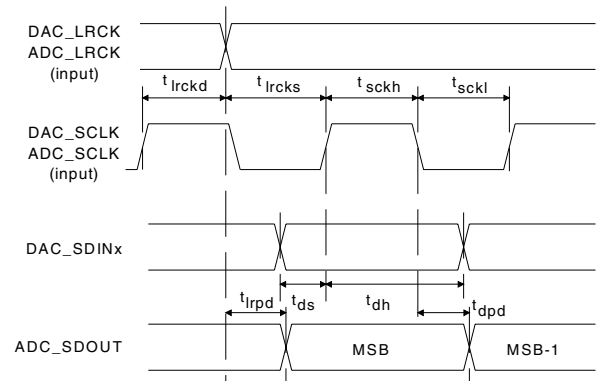 DAC_LRCK
ADC_LRCK
(input)
t lrckd
t lrcks
t sckh
t sckl
DAC_SCLK
ADC_SCLK
(input)
DAC_SDINx
t lrpd
t ds
t dh
t dpd
ADC_SDOUT
MSB
MSB-1